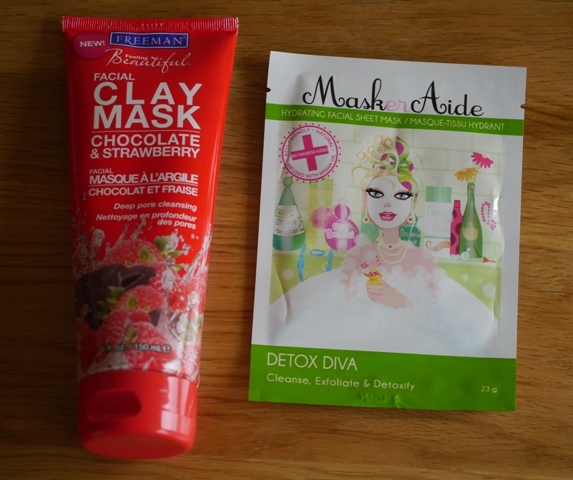 NEW!
FREEMAN
Feeling
Beautiful
FACIAL
CLAY
MASK
CHOCOLATE
& STRAWBERRY
FACIAL
MASQUE À L'ARGILE
CHOCOLAT ET FRAISE
Deep pore cleansing
Nettoyage en profondeur
des pores
150 mL
MaskerAide
HYDRATING FACIAL SHEET MASK / MASQUE-TISSU HYDRANT
DETOX DIVA
Cleanse, Exfoliate & Detoxify
23 g